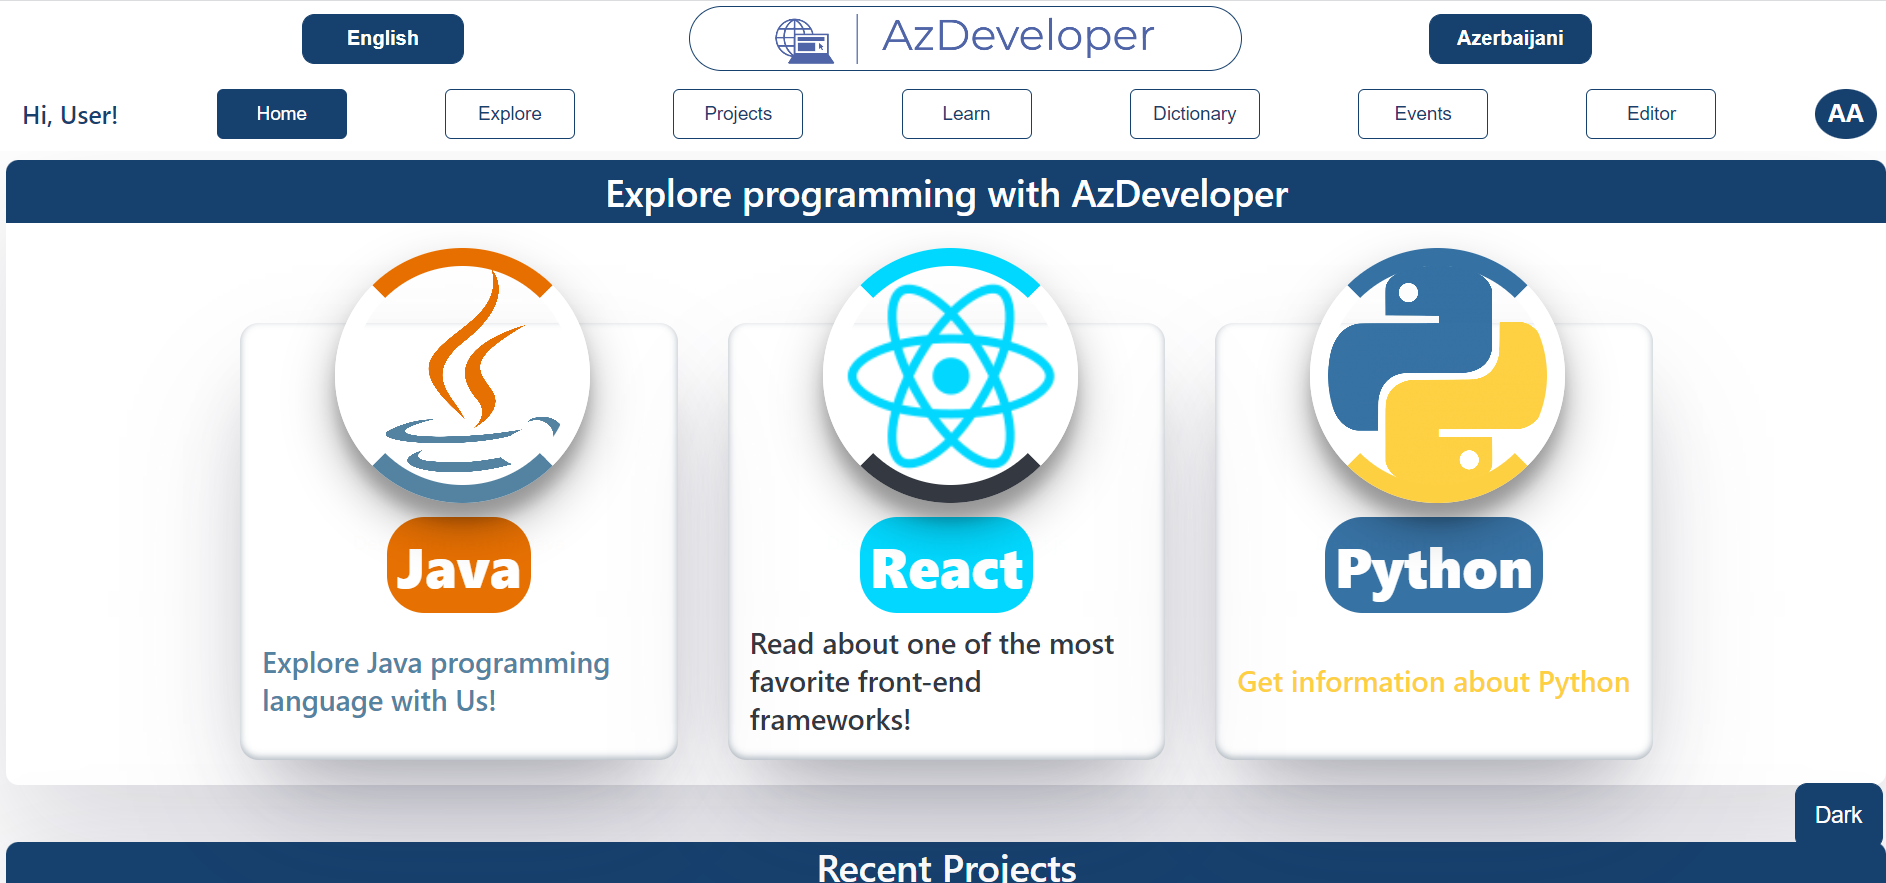 English
AzDeveloper
Azerbaijani
Hi, User!
Home
Explore
Projects
Learn
Dictionary
Events
Editor
AA
Explore programming with AzDeveloper
Java
Explore Java programming
language with Us!
React
Read about one of the most
favorite front-end
frameworks!
Python
Get information about Python
Dark
Recent Projects